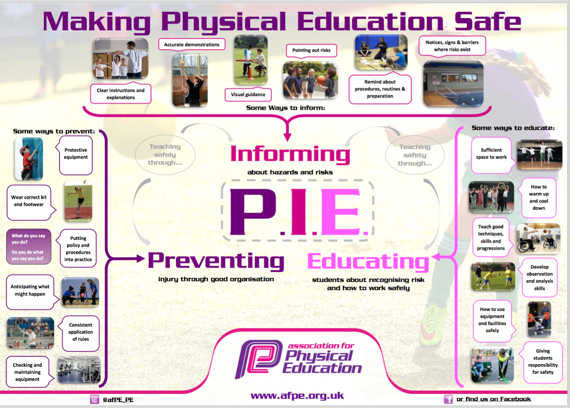 Making Physical Education Safe
Accurate demonstrations
Pointing out risks
Notices, signs & barriers
where risks exist
Clear instructions and
explanations
Visual guidance
Remind about
procedures, routines &
preparation
Some Ways to inform:
Some ways to prevent:
Protective
equipment
Wear correct kit
and footwear
What do you say
you do?
Do you do what
you say you do?
Putting
policy and
procedures
into practice
Anticipating what
might happen
Consistent
application
of rules
Checking and
maintaining
equipment
Teaching
safely
through...
Informing
about hazards and risks
Teaching
safely
through...
P.I.E.
Preventing
injury through good organisation
Educating
students about recognising risk
and how to work safely
Some ways to educate:
Sufficient
space to work
How to
warm up
and cool
down
Teach good
techniques,
skills and
progressions
Develop
observation
and analysis
skills
How to use
equipment
and facilities
safely
Giving
students
responsibility
for safety
association for
Physical
Education
www.afpe.org.uk
@afPE_PE
or find us on Facebook